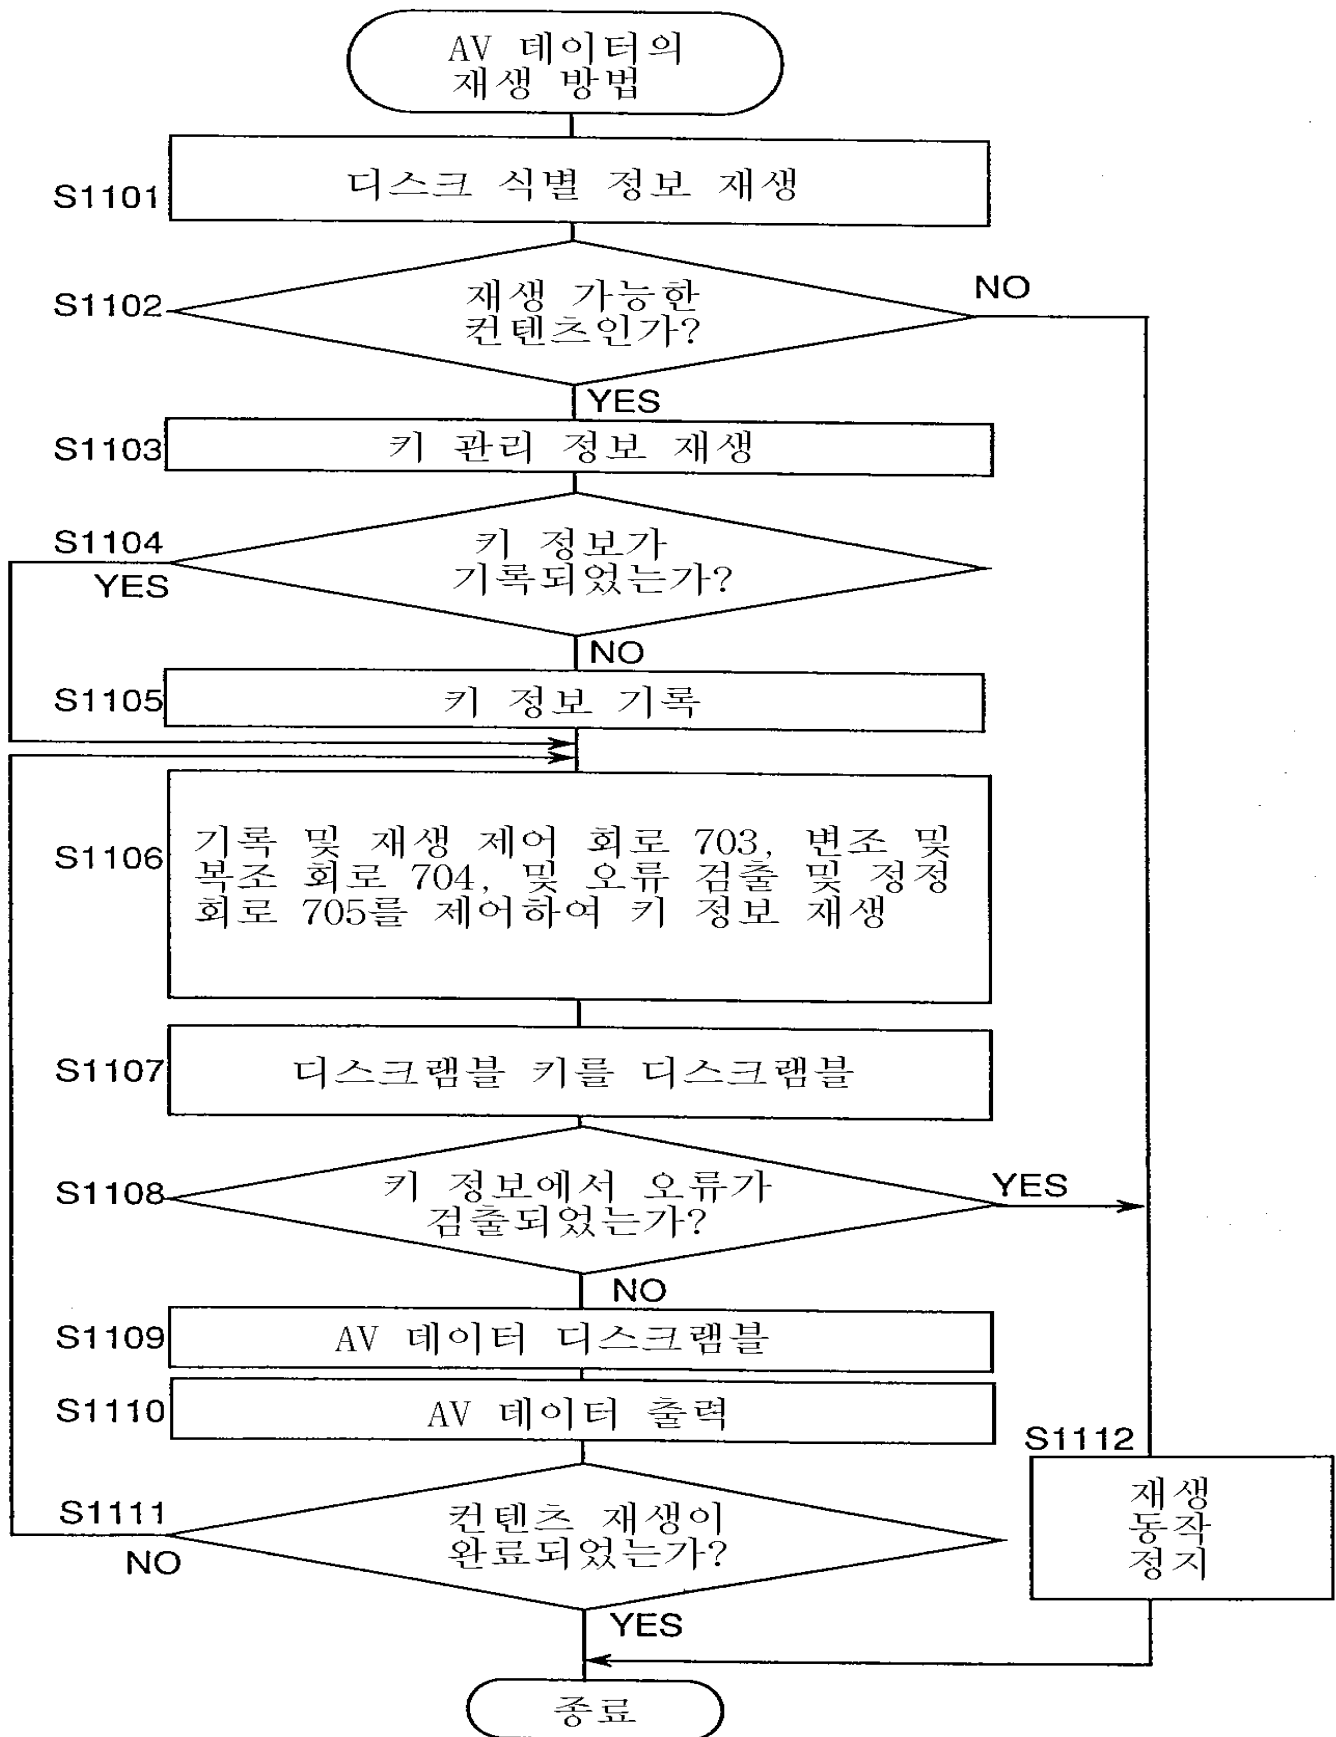 AV 데이터의
재생 방법
S1101
디스크 식별 정보 재생
S1102
재생 가능한
컨텐츠인가?
NO
YES
S1103
키 관리 정보 재생
S1104
키 정보가
기록되었는가?
YES
NO
S1105
키 정보 기록
S1106
기록 및 재생 제어 회로 703, 변조 및
복조 회로 704, 및 오류 검출 및 정정
회로 705를 제어하여 키 정보 재생
S1107
디스크램블 키를 디스크램블
S1108
키 정보에서 오류가
검출되었는가?
YES
NO
S1109
AV 데이터 디스크램블
S1110
AV 데이터 출력
S1111
컨텐츠 재생이
완료되었는가?
NO
YES
S1112
재생
동작
정지
종료